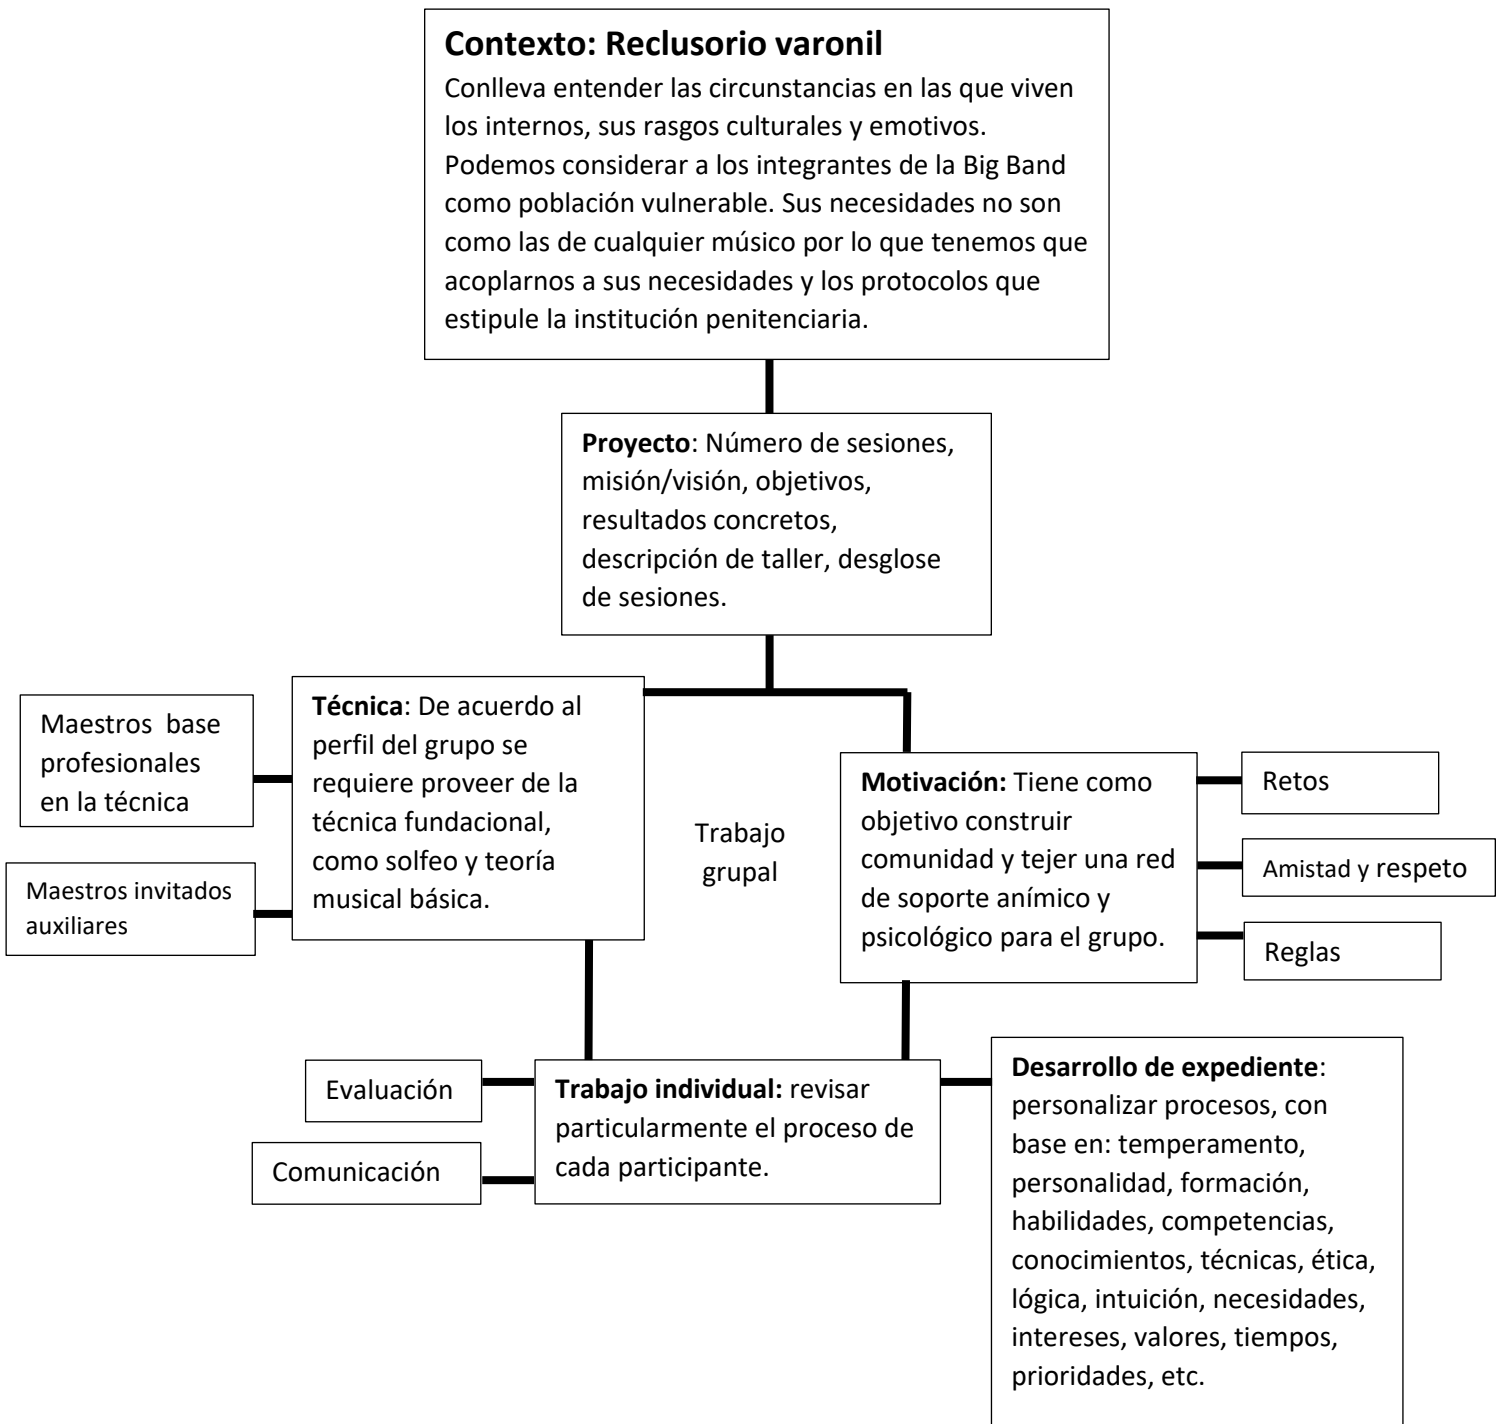 Contexto: Reclusorio varonil
Conlleva entender las circunstancias en las que viven
los internos, sus rasgos culturales y emotivos.
Podemos considerar a los integrantes de la Big Band
como población vulnerable. Sus necesidades no son
como las de cualquier músico por lo que tenemos que
acoplarnos a sus necesidades y los protocolos que
estipule la institución penitenciaria.
Proyecto: Número de sesiones,
misión/visión, objetivos,
resultados concretos,
descripción de taller, desglose
de sesiones.
Maestros base
profesionales
en la técnica
Maestros invitados
auxiliares
Técnica: De acuerdo al
perfil del grupo se
requiere proveer de la
técnica fundacional,
como solfeo y teoría
musical básica.
Trabajo
grupal
Motivación: Tiene como
objetivo construir
comunidad y tejer una red
de soporte anímico y
psicológico para el grupo.
Retos
Amistad y respeto
Reglas
Evaluación
Comunicación
Trabajo individual: revisar
particularmente el proceso de
cada participante.
Desarrollo de expediente:
personalizar procesos, con
base en: temperamento,
personalidad, formación,
habilidades, competencias,
conocimientos, técnicas, ética,
lógica, intuición, necesidades,
intereses, valores, tiempos,
prioridades, etc.